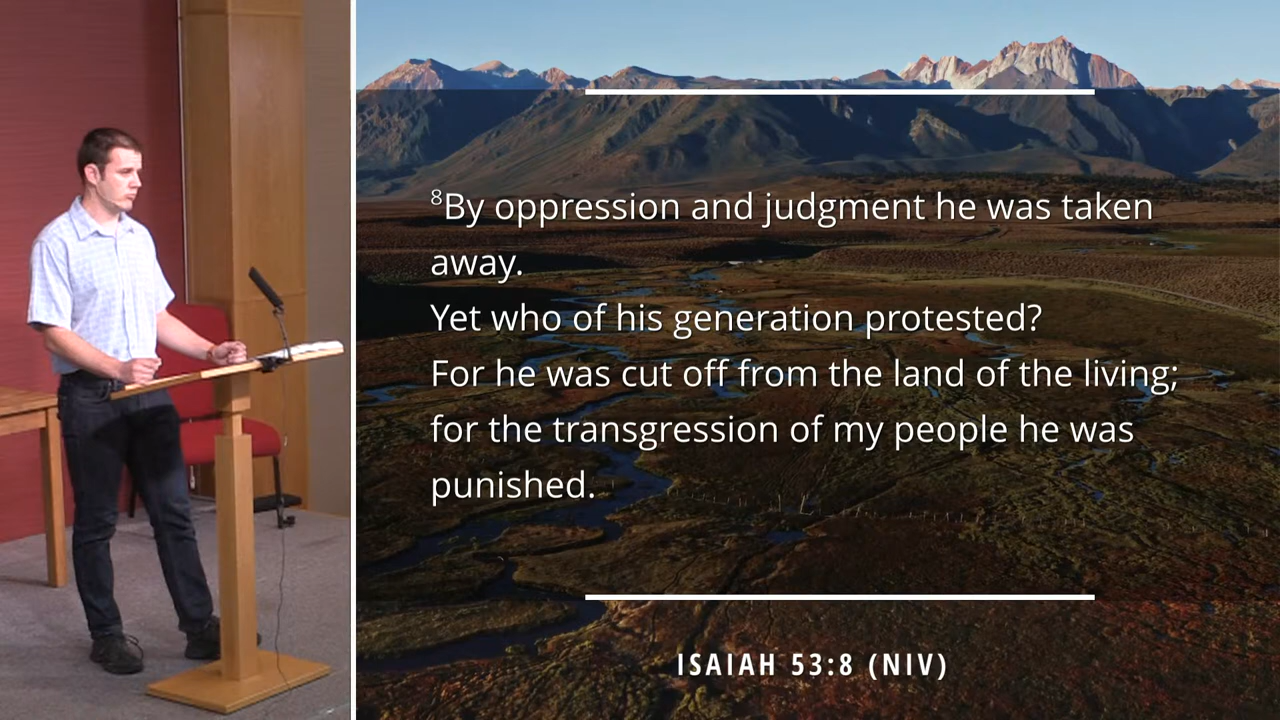 ⁸By oppression and judgment he was taken
away.
Yet who of his generation protested?
For he was cut off from the land of the living;
for the transgression of my people he was
punished.
ISAIAH 53:8 (NIV)